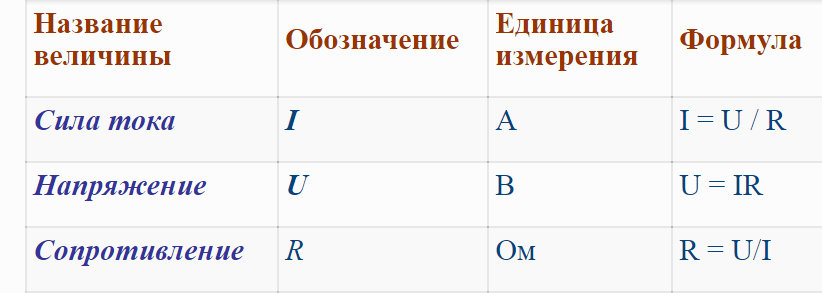 Название величины Обозначение Единица измерения Формула
Сила тока I А I = U / R
Напряжение U В U = IR
Сопротивление R Ом R = U/I